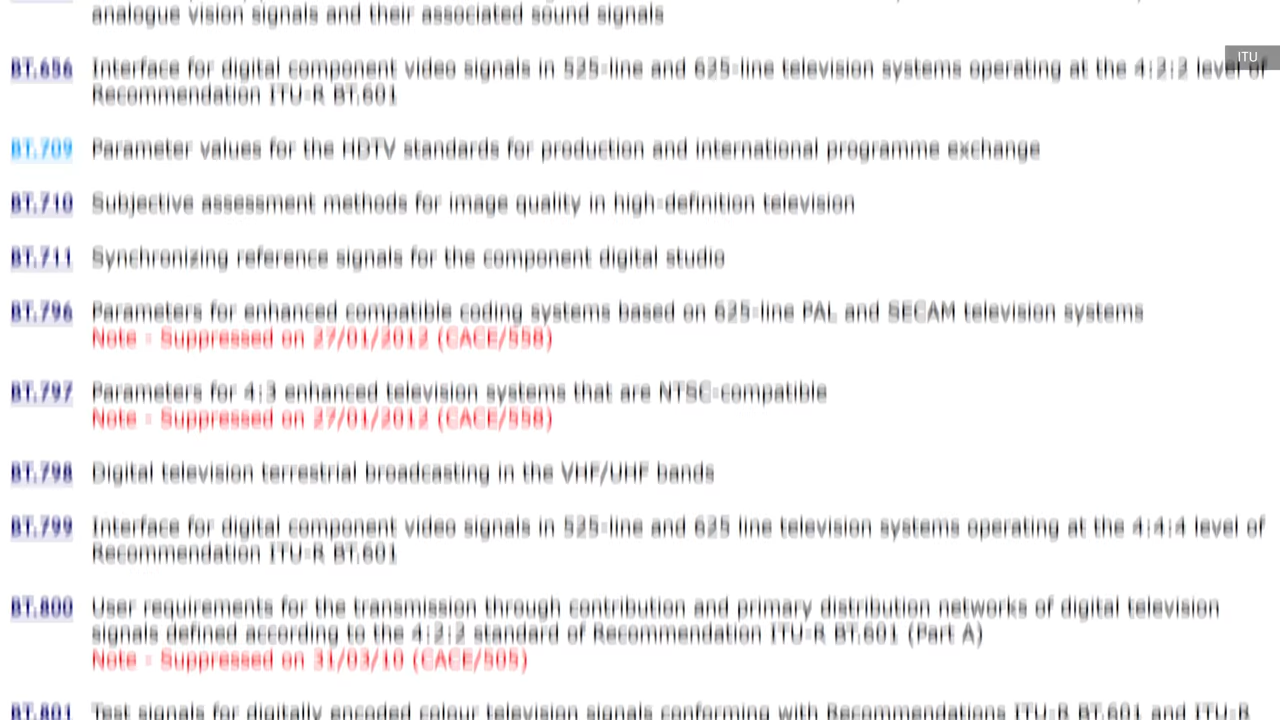 analogue vision signals and their associated sound signals
ITU
BT.656 Interface for digital component video signals in 525-line and 625-line television systems operating at the 4:2:2 level of
Recommendation ITU-R BT.601
BT.709 Parameter values for the HDTV standards for production and international programme exchange
BT.710 Subjective assessment methods for image quality in high-definition television
BT.711 Synchronizing reference signals for the component digital studio
BT.796 Parameters for enhanced compatible coding systems based on 625-line PAL and SECAM television systems
Note - Suppressed on 27/01/2012 (CACE/558)
BT.797 Parameters for 4:3 enhanced television systems that are NTSC-compatible
Note - Suppressed on 27/01/2012 (CACE/558)
BT.798 Digital television terrestrial broadcasting in the VHF/UHF bands
BT.799 Interface for digital component video signals in 525-line and 625 line television systems operating at the 4:4:4 level of
Recommendation ITU-R BT.601
BT.800 User requirements for the transmission through contribution and primary distribution networks of digital television
signals defined according to the 4:2:2 standard of Recommendation ITU-R BT.601 (Part A)
Note - Suppressed on 31/03/10 (CACE/505)
BT.801 Test signals for digitally encoded colour television signals conforming with Recommendations ITU-R BT.601 and ITU-R